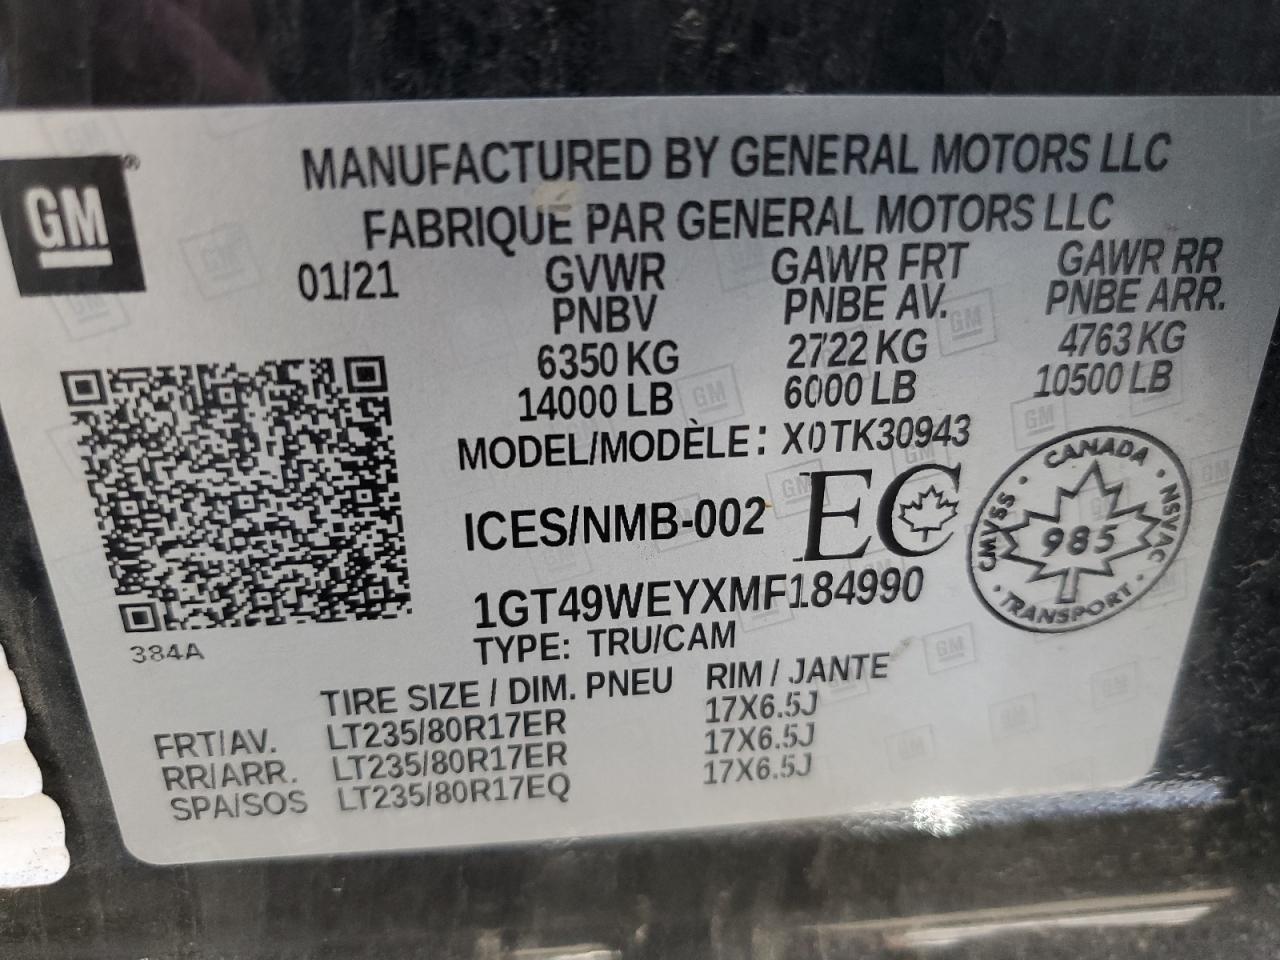 GM
MANUFACTURED BY GENERAL MOTORS LLC
FABRIQUÉ PAR GENERAL MOTORS LLC
01/21
GVWR
PNBV
6350 KG
14000 LB
GAWR FRT
PNBE AV.
2722 KG
6000 LB
GAWR RR
PNBE ARR.
4763 KG
10500 LB
MODEL/MODÈLE: X0TK30943
ICES/NMB-002
EC
CANADA · NSVAC · TRANSPORT · CMVSS ·
985
1GT49WEYXMF184990
TYPE: TRU/CAM
384A
TIRE SIZE / DIM. PNEU RIM / JANTE
FRT/AV. LT235/80R17ER 17X6.5J
RR/ARR. LT235/80R17ER 17X6.5J
SPA/SOS LT235/80R17EQ 17X6.5J